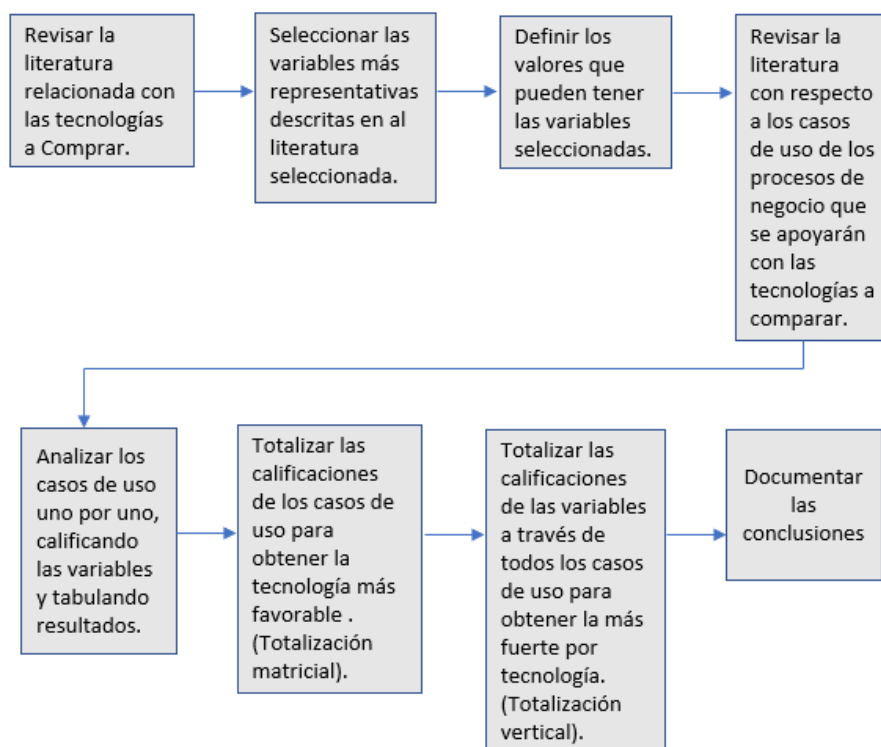 Revisar la
literatura
relacionada con
las tecnologías
a Comprar.
Seleccionar las
variables más
representativas
descritas en al
literatura
seleccionada.
Definir los
valores que
pueden tener
las variables
seleccionadas.
Revisar la
literatura
con respecto
a los casos
de uso de los
procesos de
negocio que
se apoyarán
con las
tecnologías a
comparar.
Analizar los
casos de uso
uno por uno,
calificando
las variables
y tabulando
resultados.
Totalizar las
calificaciones
de los casos de
uso para
obtener la
tecnología más
favorable .
(Totalización
matricial).
Totalizar las
calificaciones
de las variables
a través de
todos los casos
de uso para
obtener la más
fuerte por
tecnología.
(Totalización
vertical).
Documentar
las
conclusiones